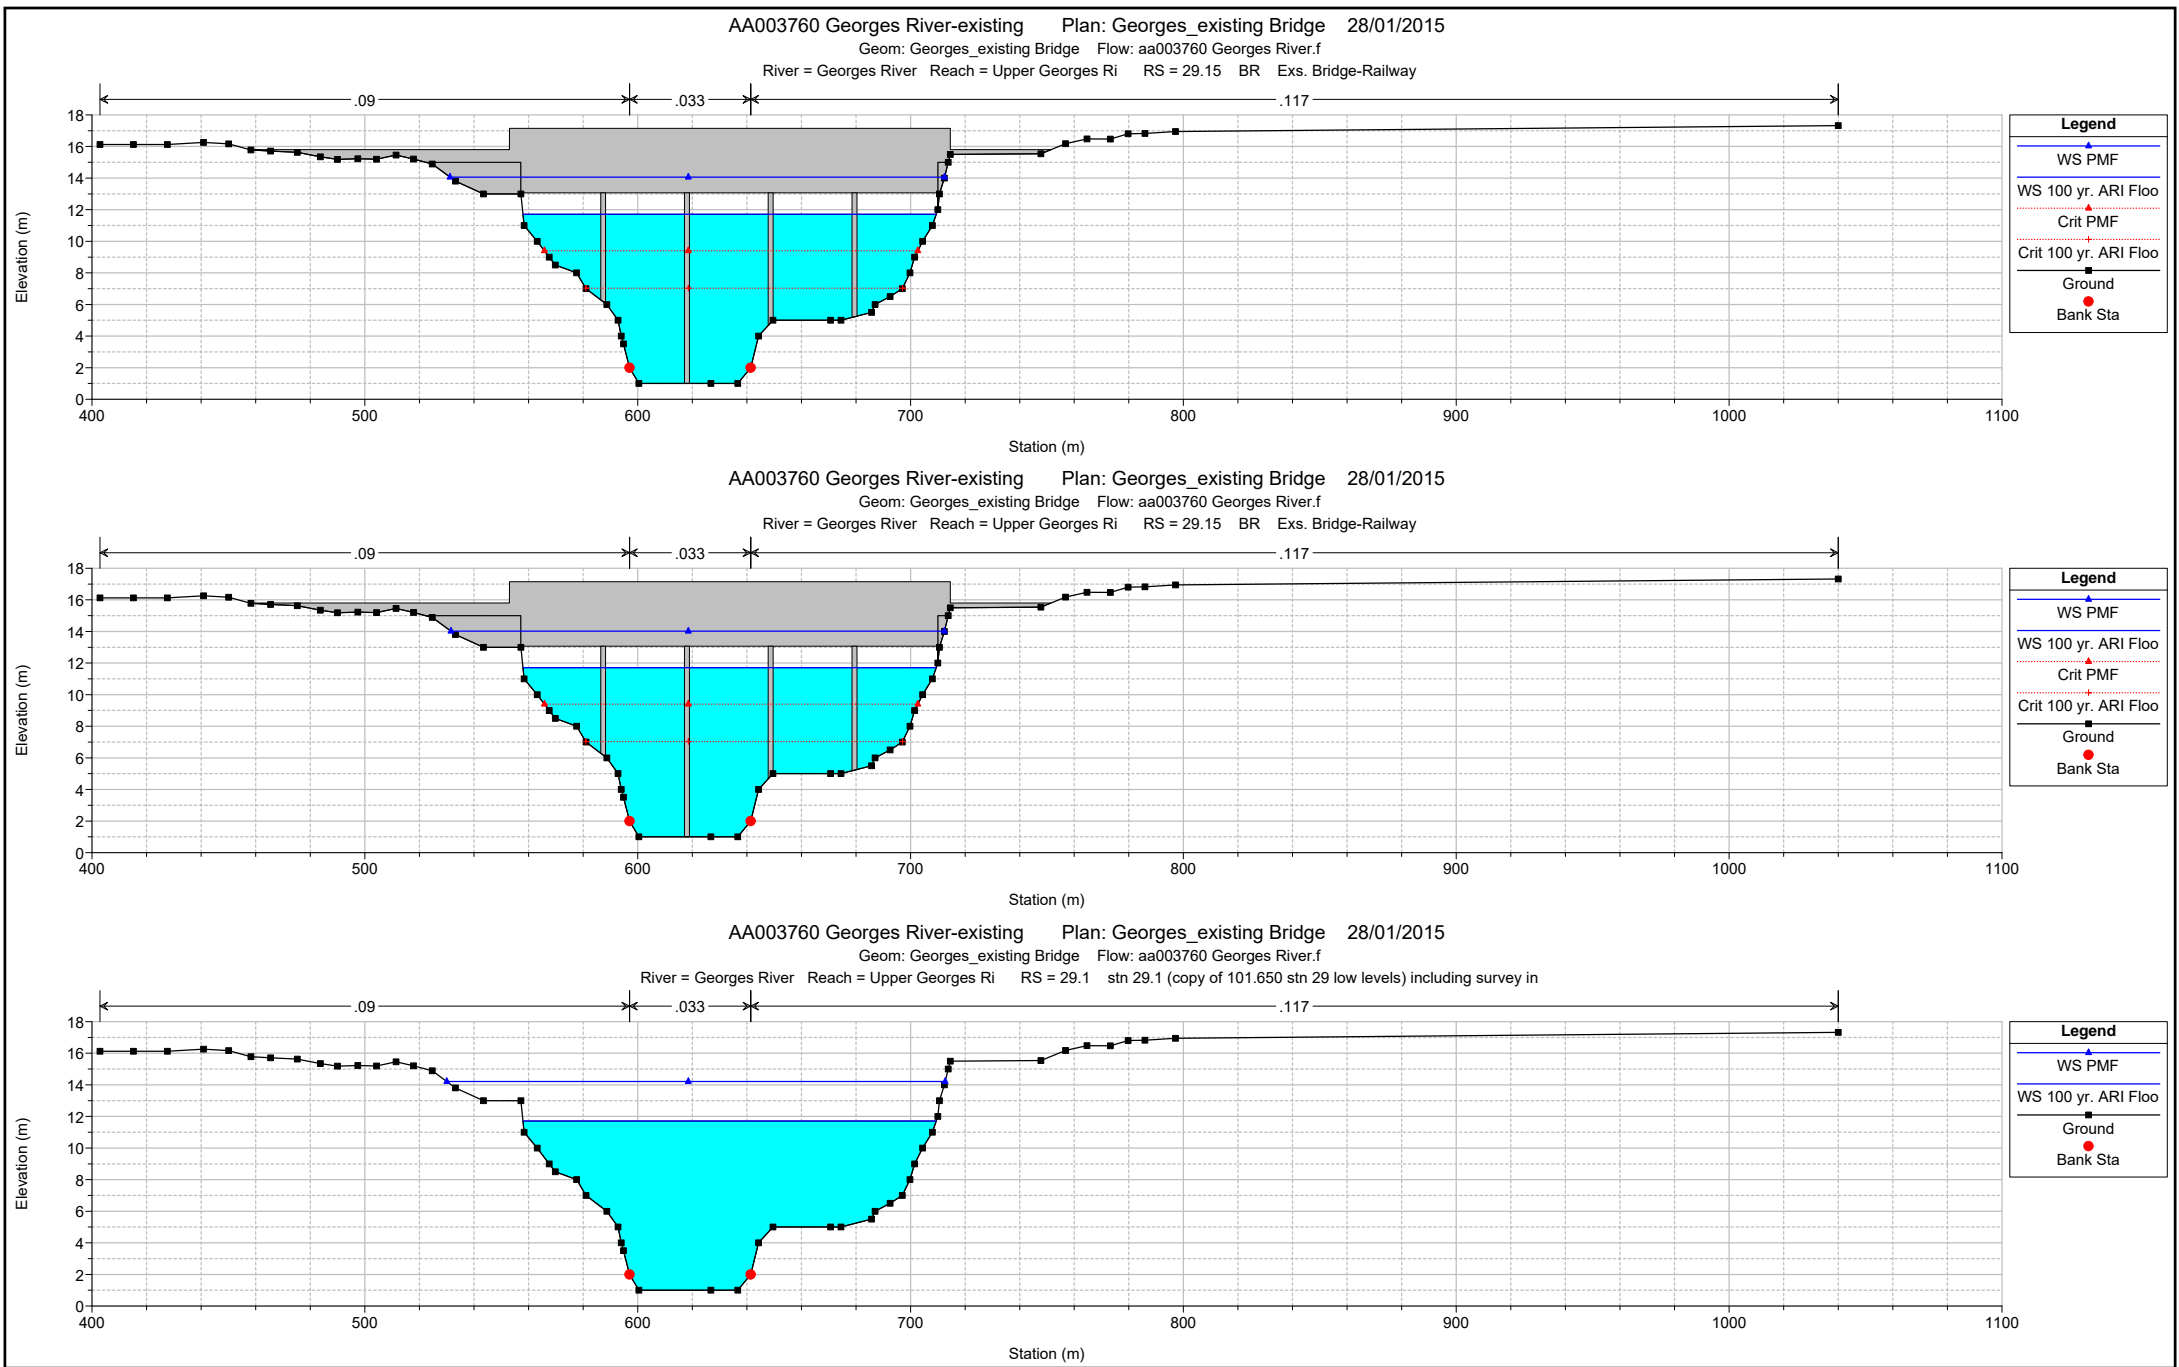 AA003760 Georges River-existing Plan: Georges_existing Bridge 28/01/2015
Geom: Georges_existing Bridge Flow: aa003760 Georges River.f
River = Georges River Reach = Upper Georges Ri RS = 29.15 BR Exs. Bridge-Railway
.09 .033 .117
18
16
14
12
10
8
6
4
2
0
Elevation (m)
400 500 600 700 800 900 1000 1100
Station (m)
Legend
WS PMF
WS 100 yr. ARI Floo
Crit PMF
Crit 100 yr. ARI Floo
Ground
Bank Sta
AA003760 Georges River-existing Plan: Georges_existing Bridge 28/01/2015
Geom: Georges_existing Bridge Flow: aa003760 Georges River.f
River = Georges River Reach = Upper Georges Ri RS = 29.15 BR Exs. Bridge-Railway
.09 .033 .117
18
16
14
12
10
8
6
4
2
0
Elevation (m)
400 500 600 700 800 900 1000 1100
Station (m)
Legend
WS PMF
WS 100 yr. ARI Floo
Crit PMF
Crit 100 yr. ARI Floo
Ground
Bank Sta
AA003760 Georges River-existing Plan: Georges_existing Bridge 28/01/2015
Geom: Georges_existing Bridge Flow: aa003760 Georges River.f
River = Georges River Reach = Upper Georges Ri RS = 29.1 stn 29.1 (copy of 101.650 stn 29 low levels) including survey in
.09 .033 .117
18
16
14
12
10
8
6
4
2
0
Elevation (m)
400 500 600 700 800 900 1000 1100
Station (m)
Legend
WS PMF
WS 100 yr. ARI Floo
Ground
Bank Sta